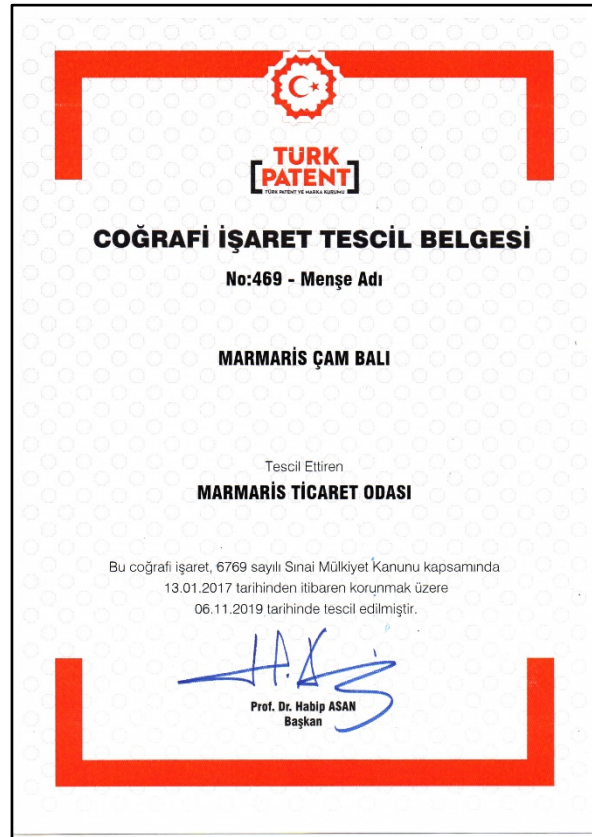 TÜRK
PATENT
TÜRK PATENT VE MARKA KURUMU
COĞRAFİ İŞARET TESCİL BELGESİ
No:469 - Menşe Adı
MARMARİS ÇAM BALI
Tescil Ettiren
MARMARİS TİCARET ODASI
Bu coğrafi işaret, 6769 sayılı Sınai Mülkiyet Kanunu kapsamında
13.01.2017 tarihinden itibaren korunmak üzere
06.11.2019 tarihinde tescil edilmiştir.
Prof. Dr. Habip ASAN
Başkan